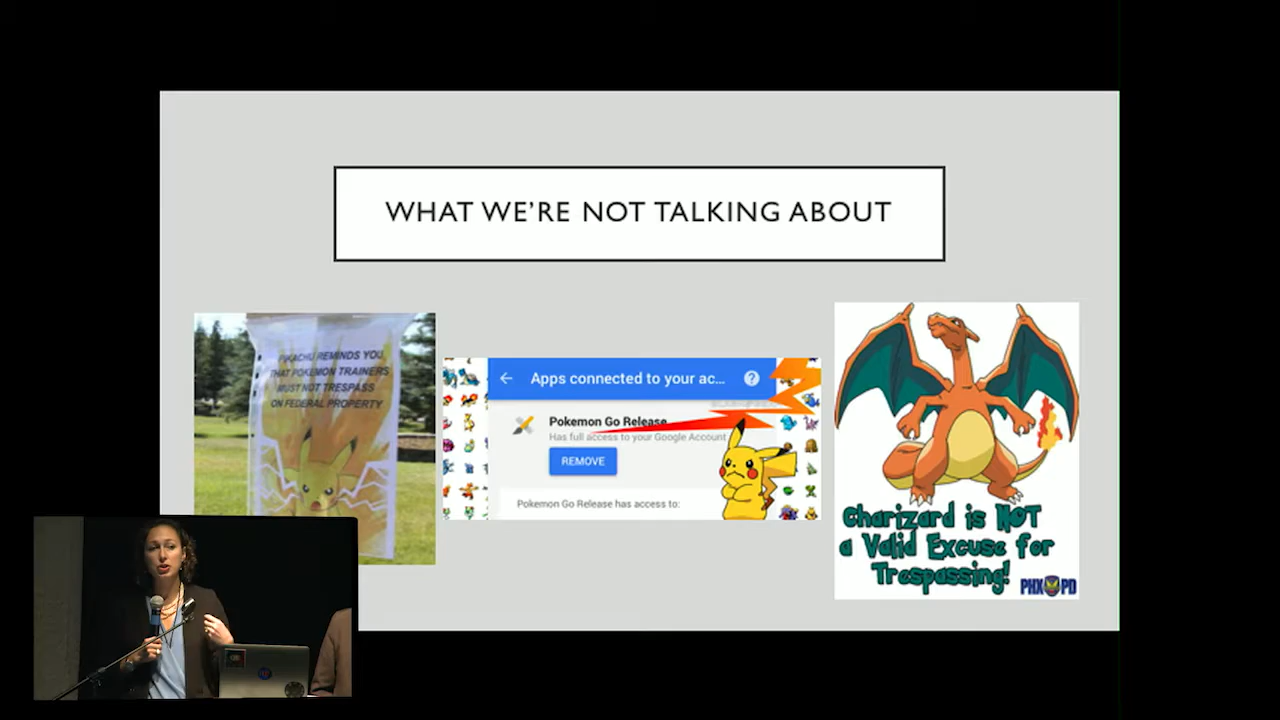 WHAT WE'RE NOT TALKING ABOUT
PIKACHU REMINDS YOU
THAT POKEMON TRAINERS
MUST NOT TRESPASS
ON FEDERAL PROPERTY
Apps connected to your ac...
Pokemon Go Release
Has full access to your Google Account
REMOVE
Pokemon Go Release has access to:
Charizard is NOT
a Valid Excuse for
Trespassing!
PHX PD